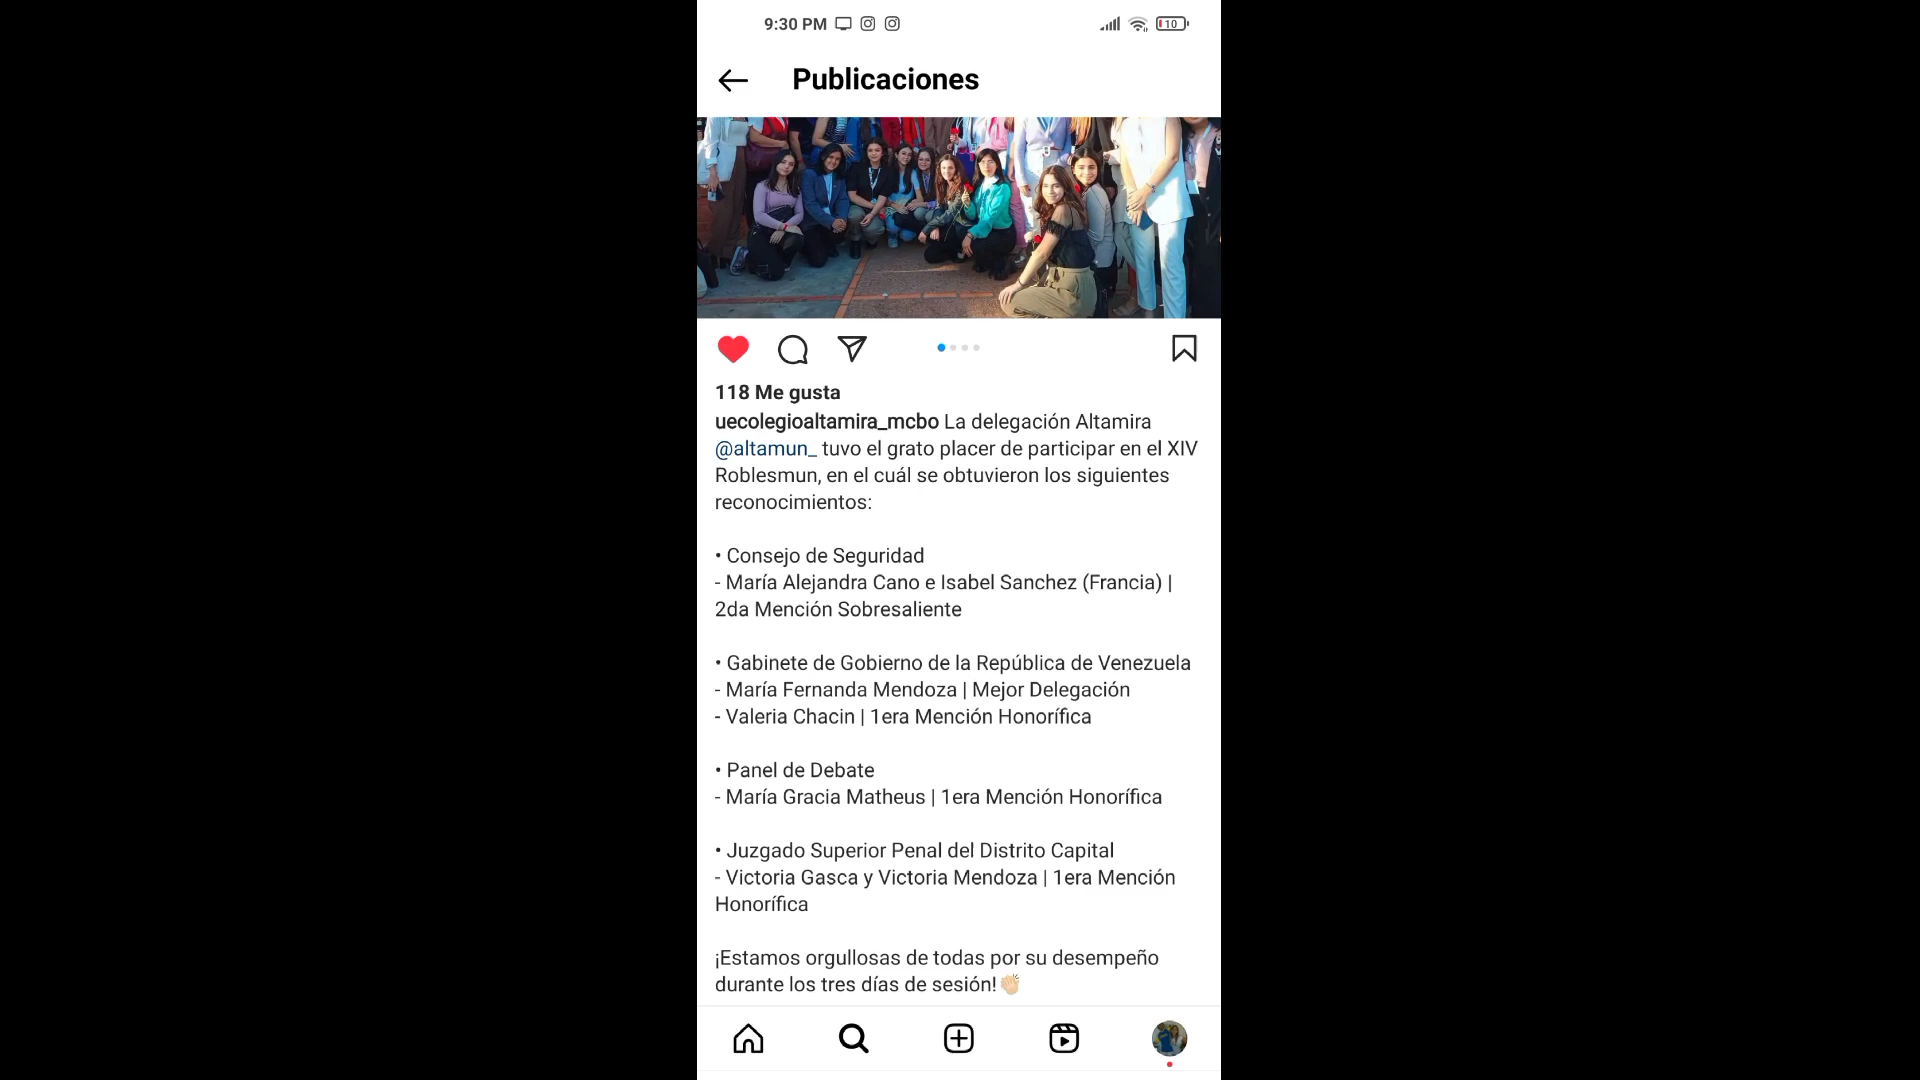 9:30 PM
10
Publicaciones
118 Me gusta
uecolegioaltamira_mcbo La delegación Altamira
@altamun_ tuvo el grato placer de participar en el XIV
Roblesmun, en el cuál se obtuvieron los siguientes
reconocimientos:
• Consejo de Seguridad
- María Alejandra Cano e Isabel Sanchez (Francia) |
2da Mención Sobresaliente
• Gabinete de Gobierno de la República de Venezuela
- María Fernanda Mendoza | Mejor Delegación
- Valeria Chacin | 1era Mención Honorífica
• Panel de Debate
- María Gracia Matheus | 1era Mención Honorífica
• Juzgado Superior Penal del Distrito Capital
- Victoria Gasca y Victoria Mendoza | 1era Mención
Honorífica
¡Estamos orgullosas de todas por su desempeño
durante los tres días de sesión!👏🏻